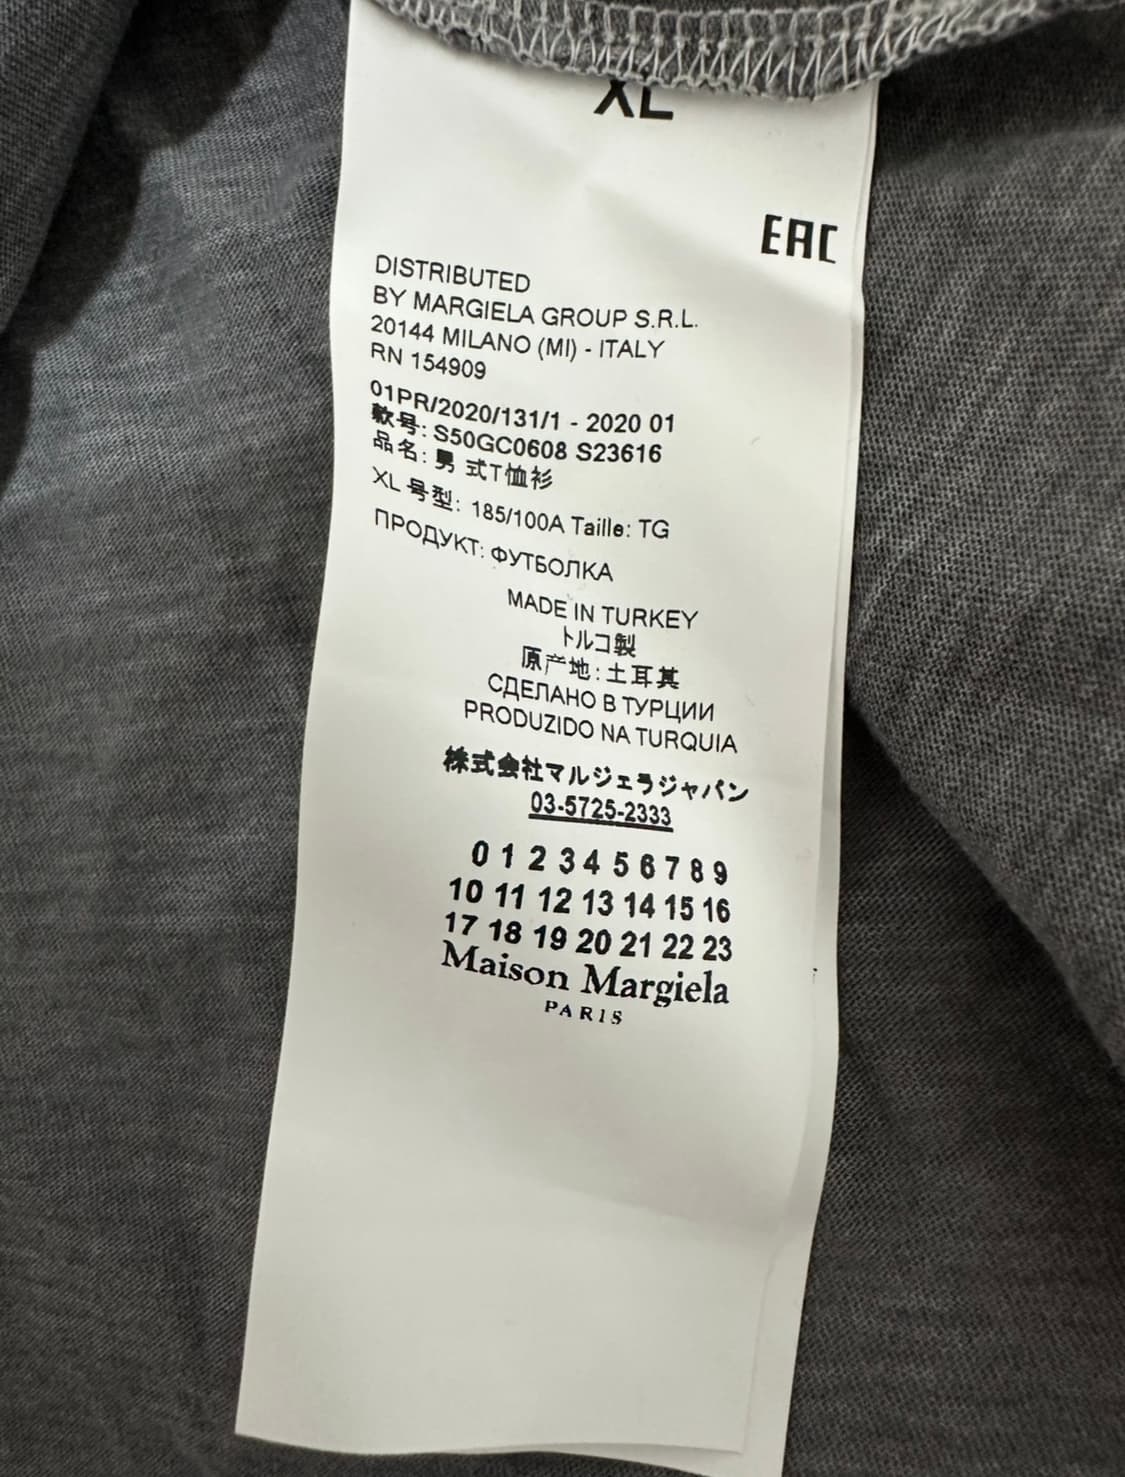 XL
EAC
DISTRIBUTED
BY MARGIELA GROUP S.R.L.
20144 MILANO (MI) - ITALY
RN 154909
01PR/2020/131/1 - 2020 01
款号: S50GC0608 S23616
品名: 男 式T恤衫
XL 号型: 185/100A Taille: TG
ПРОДУКТ: ФУТБОЛКА
MADE IN TURKEY
トルコ製
原产地: 土耳其
СДЕЛАНО В ТУРЦИИ
PRODUZIDO NA TURQUIA
株式会社マルジェラジャパン
03-5725-2333
0 1 2 3 4 5 6 7 8 9
10 11 12 13 14 15 16
17 18 19 20 21 22 23
Maison Margiela
PARIS